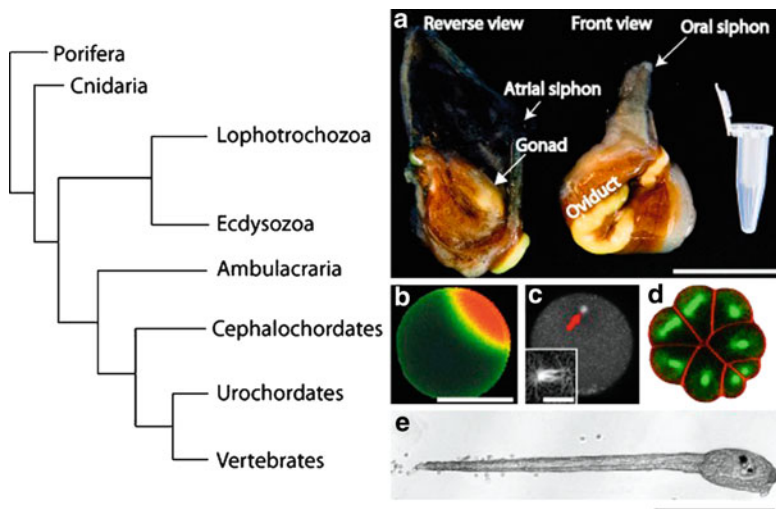 Porifera
Cnidaria
Lophotrochozoa
Ecdysozoa
Ambulacraria
Cephalochordates
Urochordates
Vertebrates
a
Reverse view
Front view
Oral siphon
Atrial siphon
Gonad
Oviduct
b
c
d
e